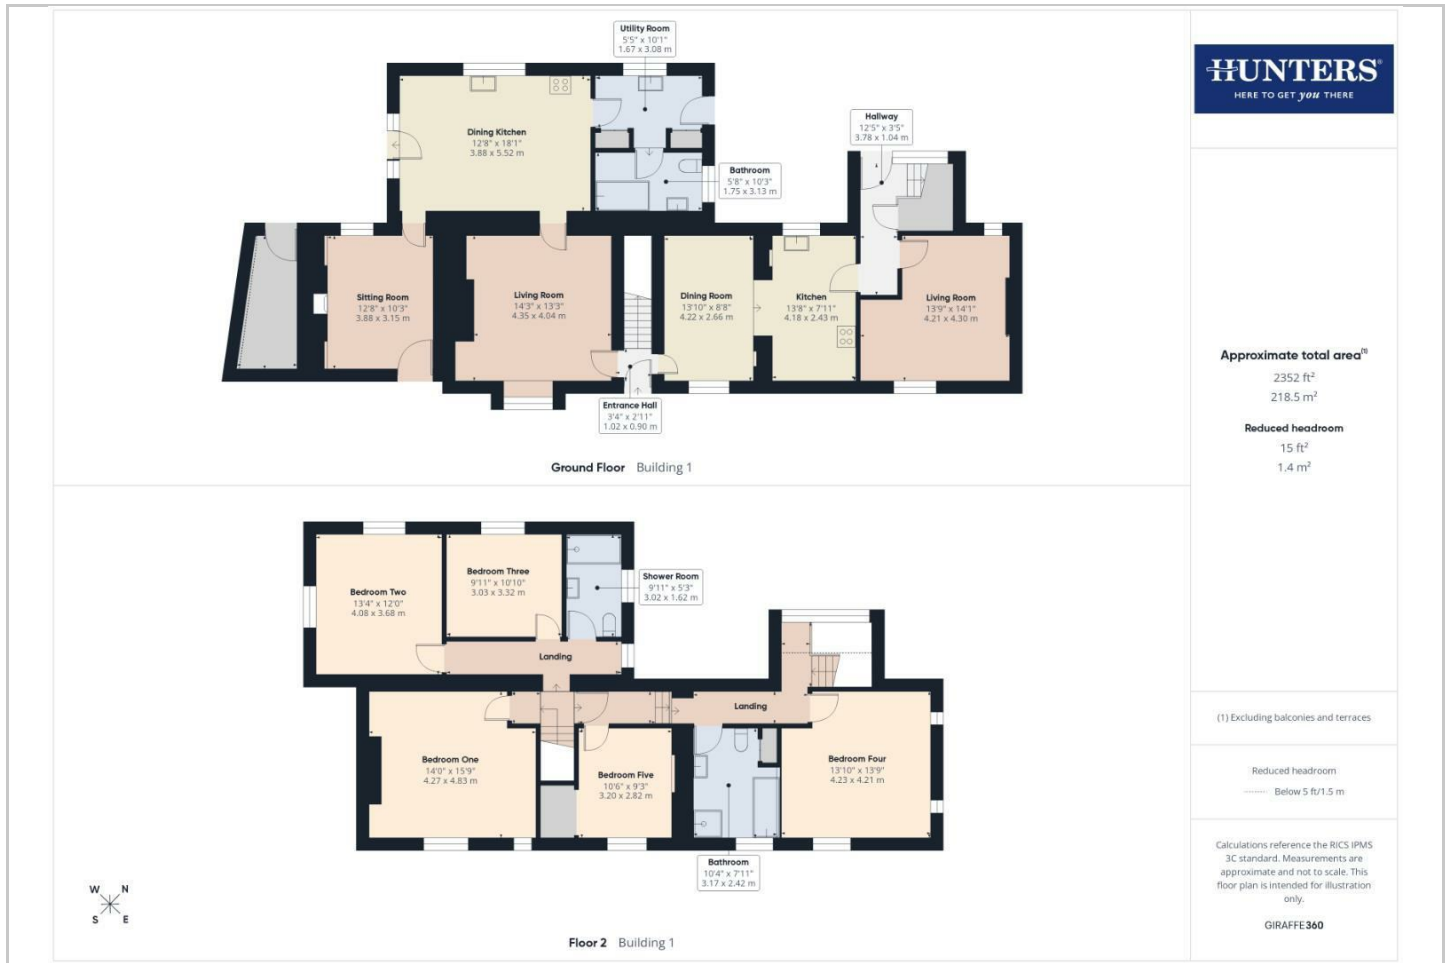 Utility Room
5'5" x 10'1"
1.67 x 3.08 m
Dining Kitchen
12'8" x 18'1"
3.88 x 5.52 m
Hallway
12'5" x 3'5"
3.78 x 1.04 m
Bathroom
5'8" x 10'3"
1.75 x 3.13 m
Sitting Room
12'8" x 10'3"
3.88 x 3.15 m
Living Room
14'3" x 13'3"
4.35 x 4.04 m
Dining Room
13'10" x 8'8"
4.22 x 2.66 m
Kitchen
13'8" x 7'11"
4.18 x 2.43 m
Living Room
13'9" x 14'1"
4.21 x 4.30 m
Entrance Hall
3'4" x 2'11"
1.02 x 0.90 m
Ground Floor Building 1
Bedroom Two
13'4" x 12'0"
4.08 x 3.68 m
Bedroom Three
9'11" x 10'10"
3.03 x 3.32 m
Shower Room
9'11" x 5'3"
3.02 x 1.62 m
Landing
Landing
Bedroom One
14'0" x 15'9"
4.27 x 4.83 m
Bedroom Five
10'6" x 9'3"
3.20 x 2.82 m
Bedroom Four
13'10" x 13'9"
4.23 x 4.21 m
Bathroom
10'4" x 7'11"
3.17 x 2.42 m
W N
S E
Floor 2 Building 1
HUNTERS®
HERE TO GET you THERE
Approximate total area(1)
2352 ft²
218.5 m²
Reduced headroom
15 ft²
1.4 m²
(1) Excluding balconies and terraces
Reduced headroom
Below 5 ft/1.5 m
Calculations reference the RICS IPMS
3C standard. Measurements are
approximate and not to scale. This
floor plan is intended for illustration
only.
GIRAFFE360